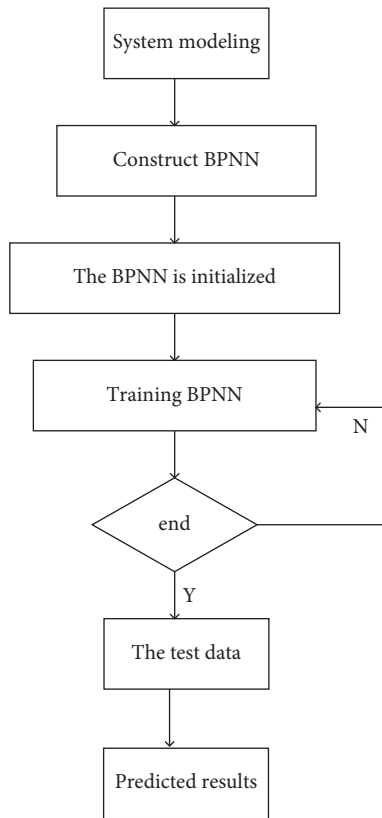 System modeling
Construct BPNN
The BPNN is initialized
Training BPNN
N
end
Y
The test data
Predicted results